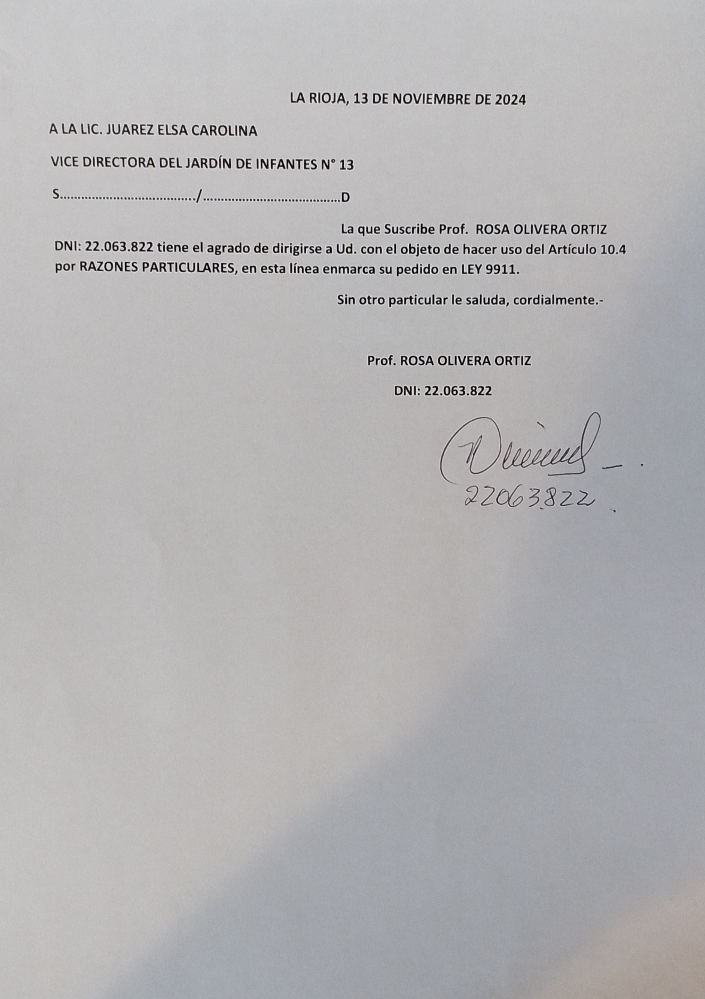 LA RIOJA, 13 DE NOVIEMBRE DE 2024
A LA LIC. JUAREZ ELSA CAROLINA
VICE DIRECTORA DEL JARDÍN DE INFANTES N° 13
S......................................./........................................D
La que Suscribe Prof. ROSA OLIVERA ORTIZ
DNI: 22.063.822 tiene el agrado de dirigirse a Ud. con el objeto de hacer uso del Artículo 10.4
por RAZONES PARTICULARES, en esta línea enmarca su pedido en LEY 9911.
Sin otro particular le saluda, cordialmente.-
Prof. ROSA OLIVERA ORTIZ
DNI: 22.063.822
22063.822